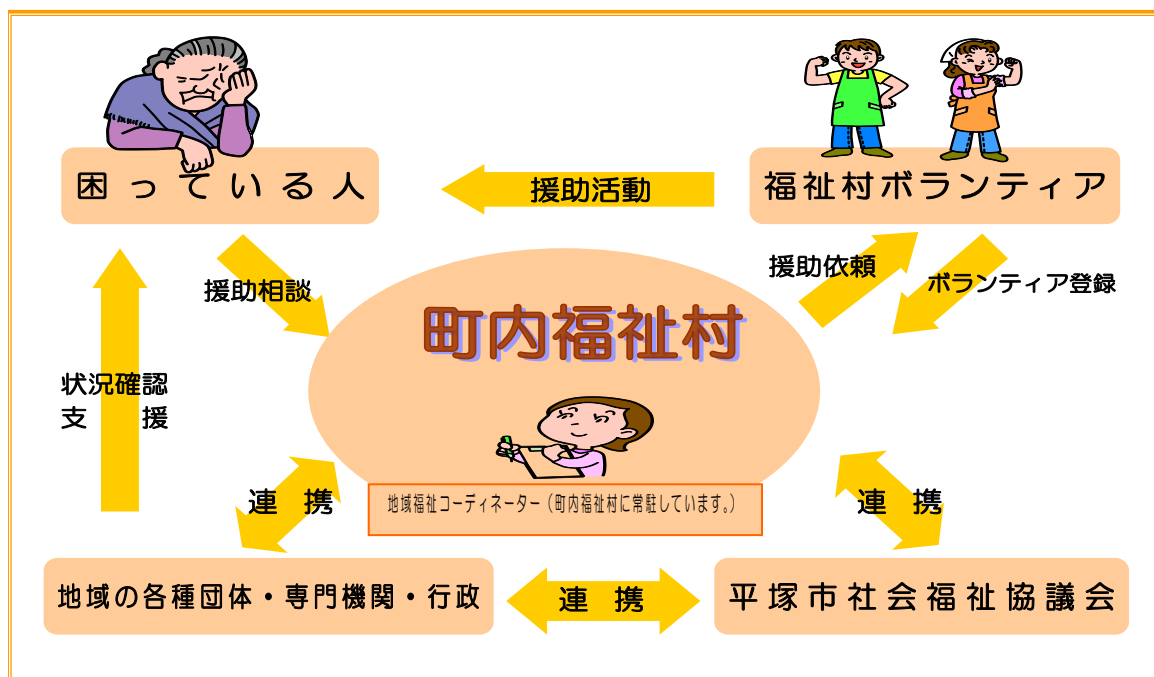 困っている人
援助活動
福祉村ボランティア
援助相談
援助依頼
ボランティア登録
町内福祉村
状況確認
支　援
地域福祉コーディネーター（町内福祉村に常駐しています。）
連　携
連　携
地域の各種団体・専門機関・行政
連　携
平塚市社会福祉協議会